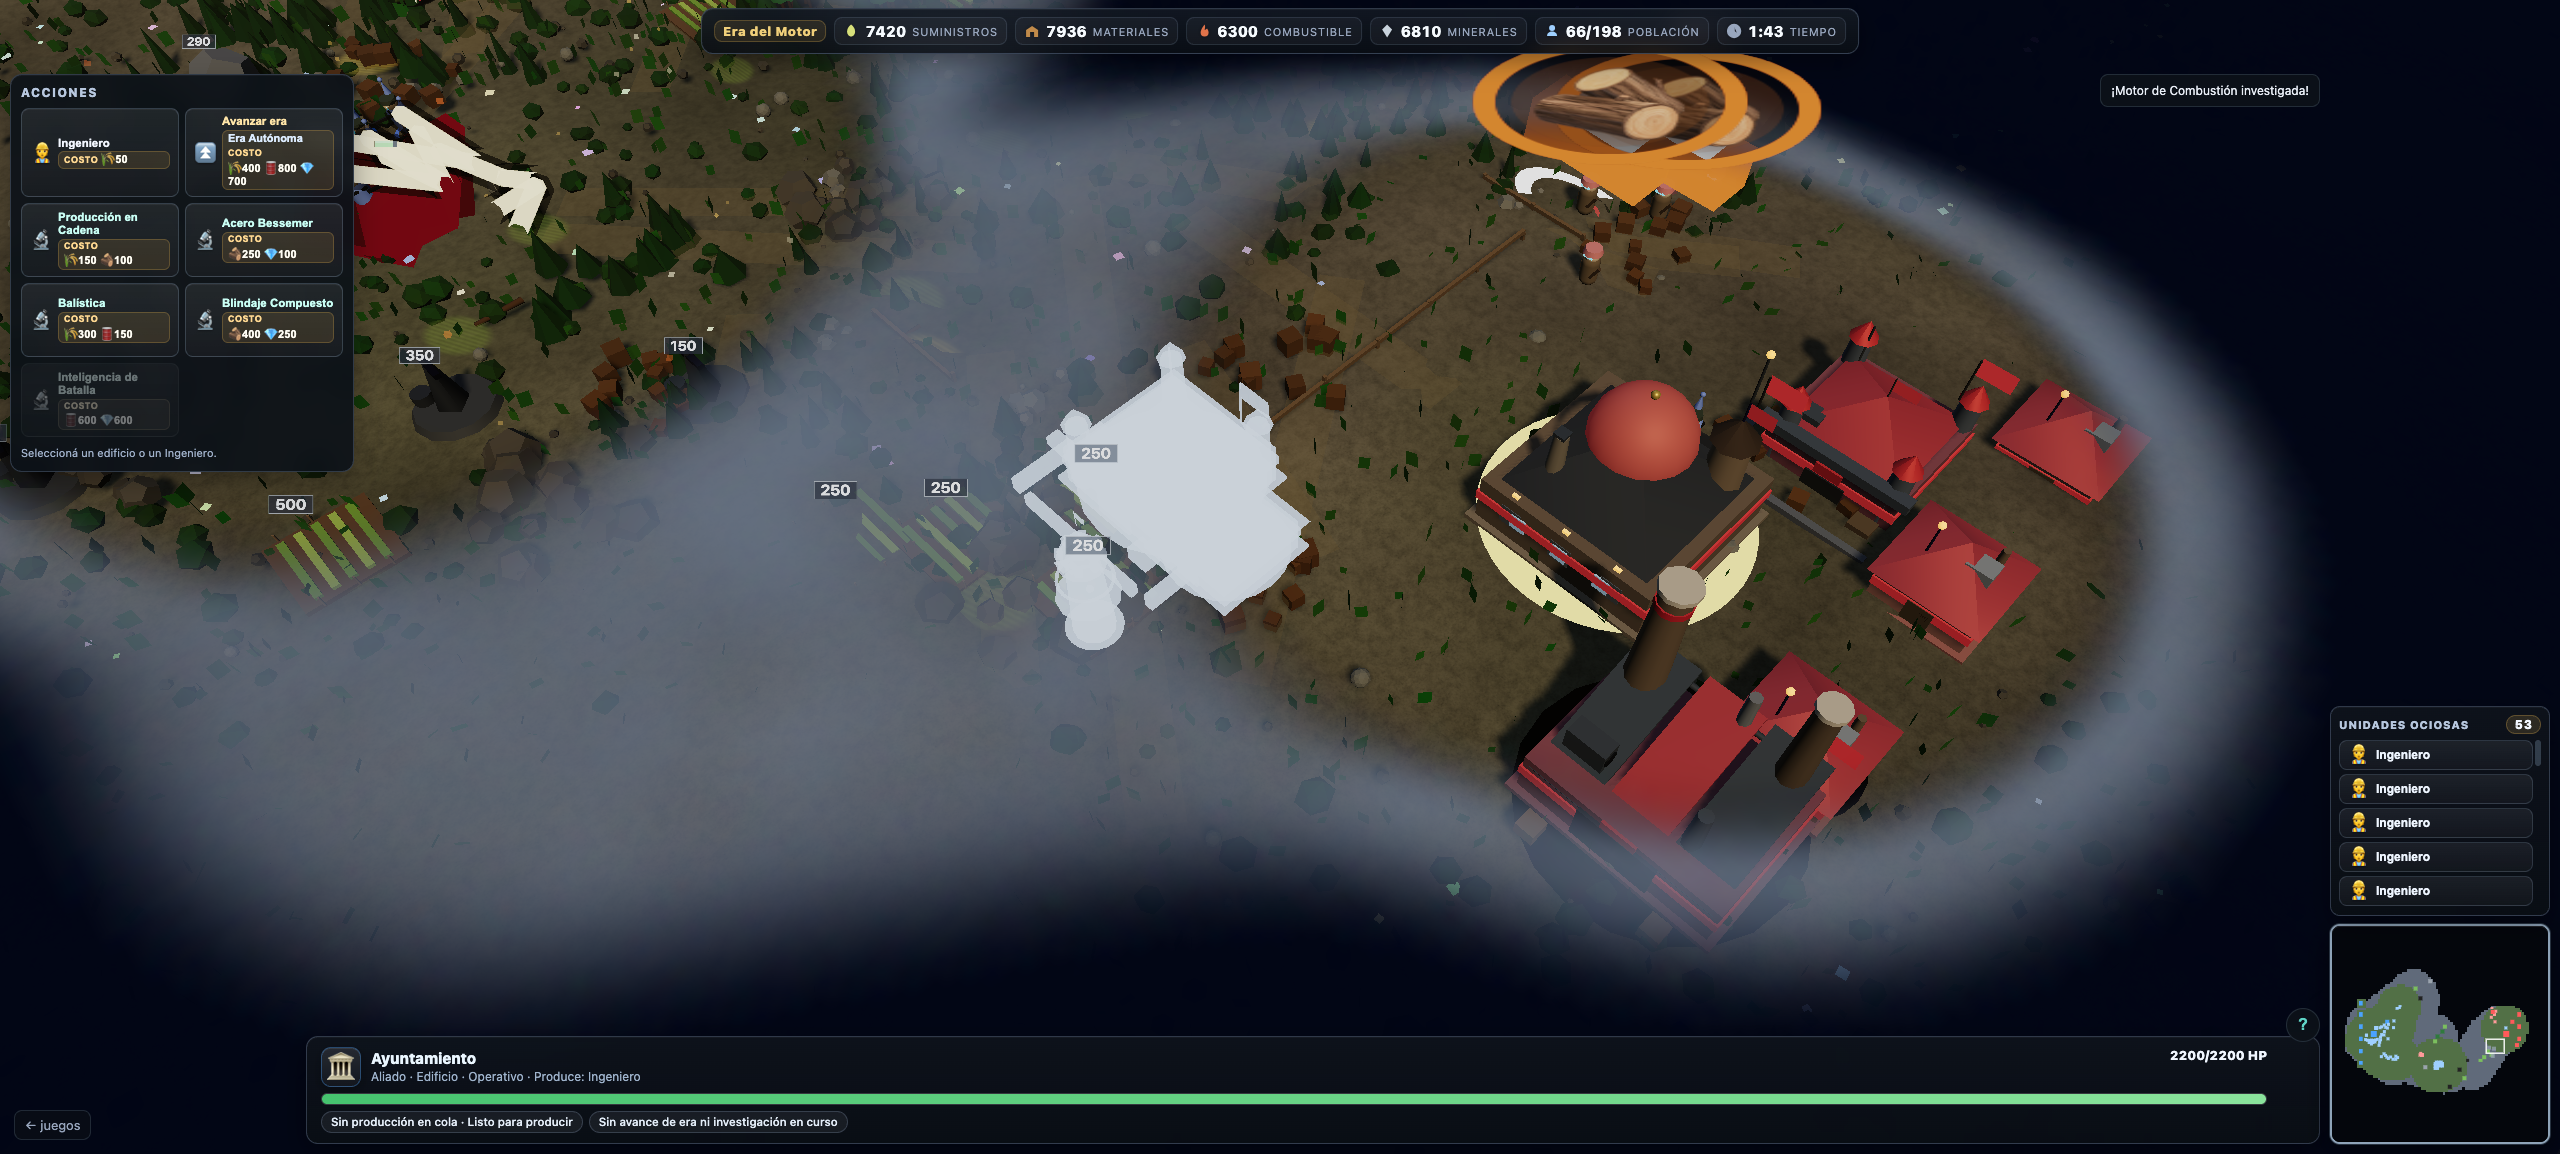 Era del Motor 7420 SUMINISTROS 7936 MATERIALES 6300 COMBUSTIBLE 6810 MINERALES 66/198 POBLACIÓN 1:43 TIEMPO
290
¡Motor de Combustión investigada!
ACCIONES
Ingeniero
COSTO 50
Avanzar era
Era Autónoma
COSTO
400 800
700
Producción en
Cadena
COSTO
150 100
Acero Bessemer
COSTO
250 100
Balística
COSTO
300 150
Blindaje Compuesto
COSTO
400 250
Inteligencia de
Batalla
COSTO
600 600
Seleccioná un edificio o un Ingeniero.
350
150
250
500
250
250
250
UNIDADES OCIOSAS 53
Ingeniero
Ingeniero
Ingeniero
Ingeniero
Ingeniero
?
Ayuntamiento
2200/2200 HP
Aliado · Edificio · Operativo · Produce: Ingeniero
Sin producción en cola · Listo para producir
Sin avance de era ni investigación en curso
← juegos